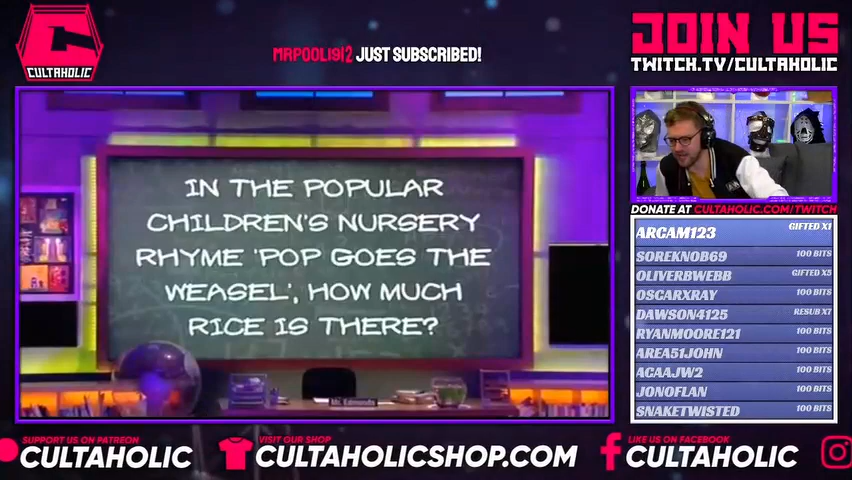 CULTAHOLIC
MRPOOL1912 JUST SUBSCRIBED!
JOIN US
TWITCH.TV/CULTAHOLIC
IN THE POPULAR
CHILDREN'S NURSERY
RHYME 'POP GOES THE
WEASEL', HOW MUCH
RICE IS THERE?
Mr. Edmonds
DONATE AT CULTAHOLIC.COM/TWITCH
ARCAM123 GIFTED X1
SOREKNOB69 100 BITS
OLIVERBWEBB GIFTED X5
OSCARXRAY 100 BITS
DAWSON4125 RESUB X7
RYANMOORE121 100 BITS
AREA51JOHN 100 BITS
ACAAJW2 100 BITS
JONOFLAN 100 BITS
SNAKETWISTED 100 BITS
SUPPORT US ON PATREON
CULTAHOLIC
VISIT OUR SHOP
CULTAHOLICSHOP.COM
LIKE US ON FACEBOOK
CULTAHOLIC